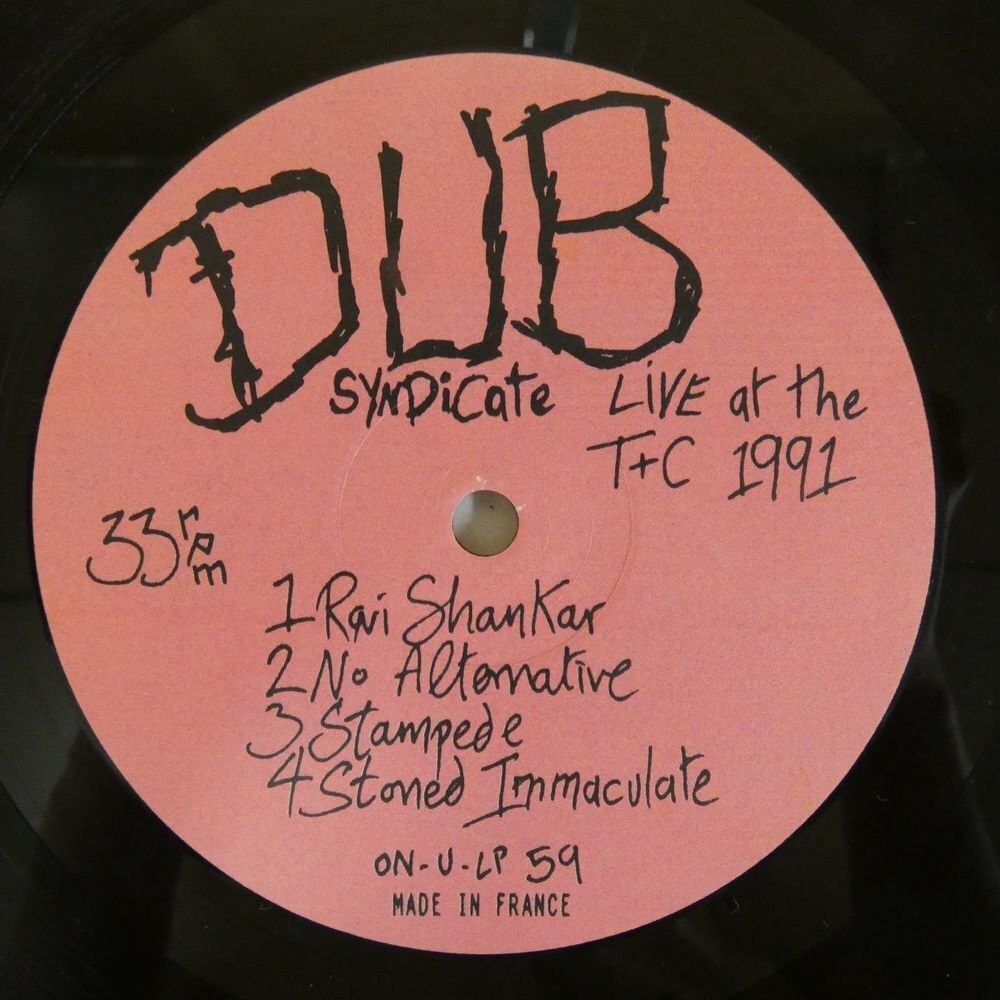 DUB
SYNDiCate LiVE at the
T+C 1991
33rpm
1 Rai Shankar
2 No Alternative
3 Stampede
4 Stoned Immaculate
ON-U-LP 59
MADE IN FRANCE